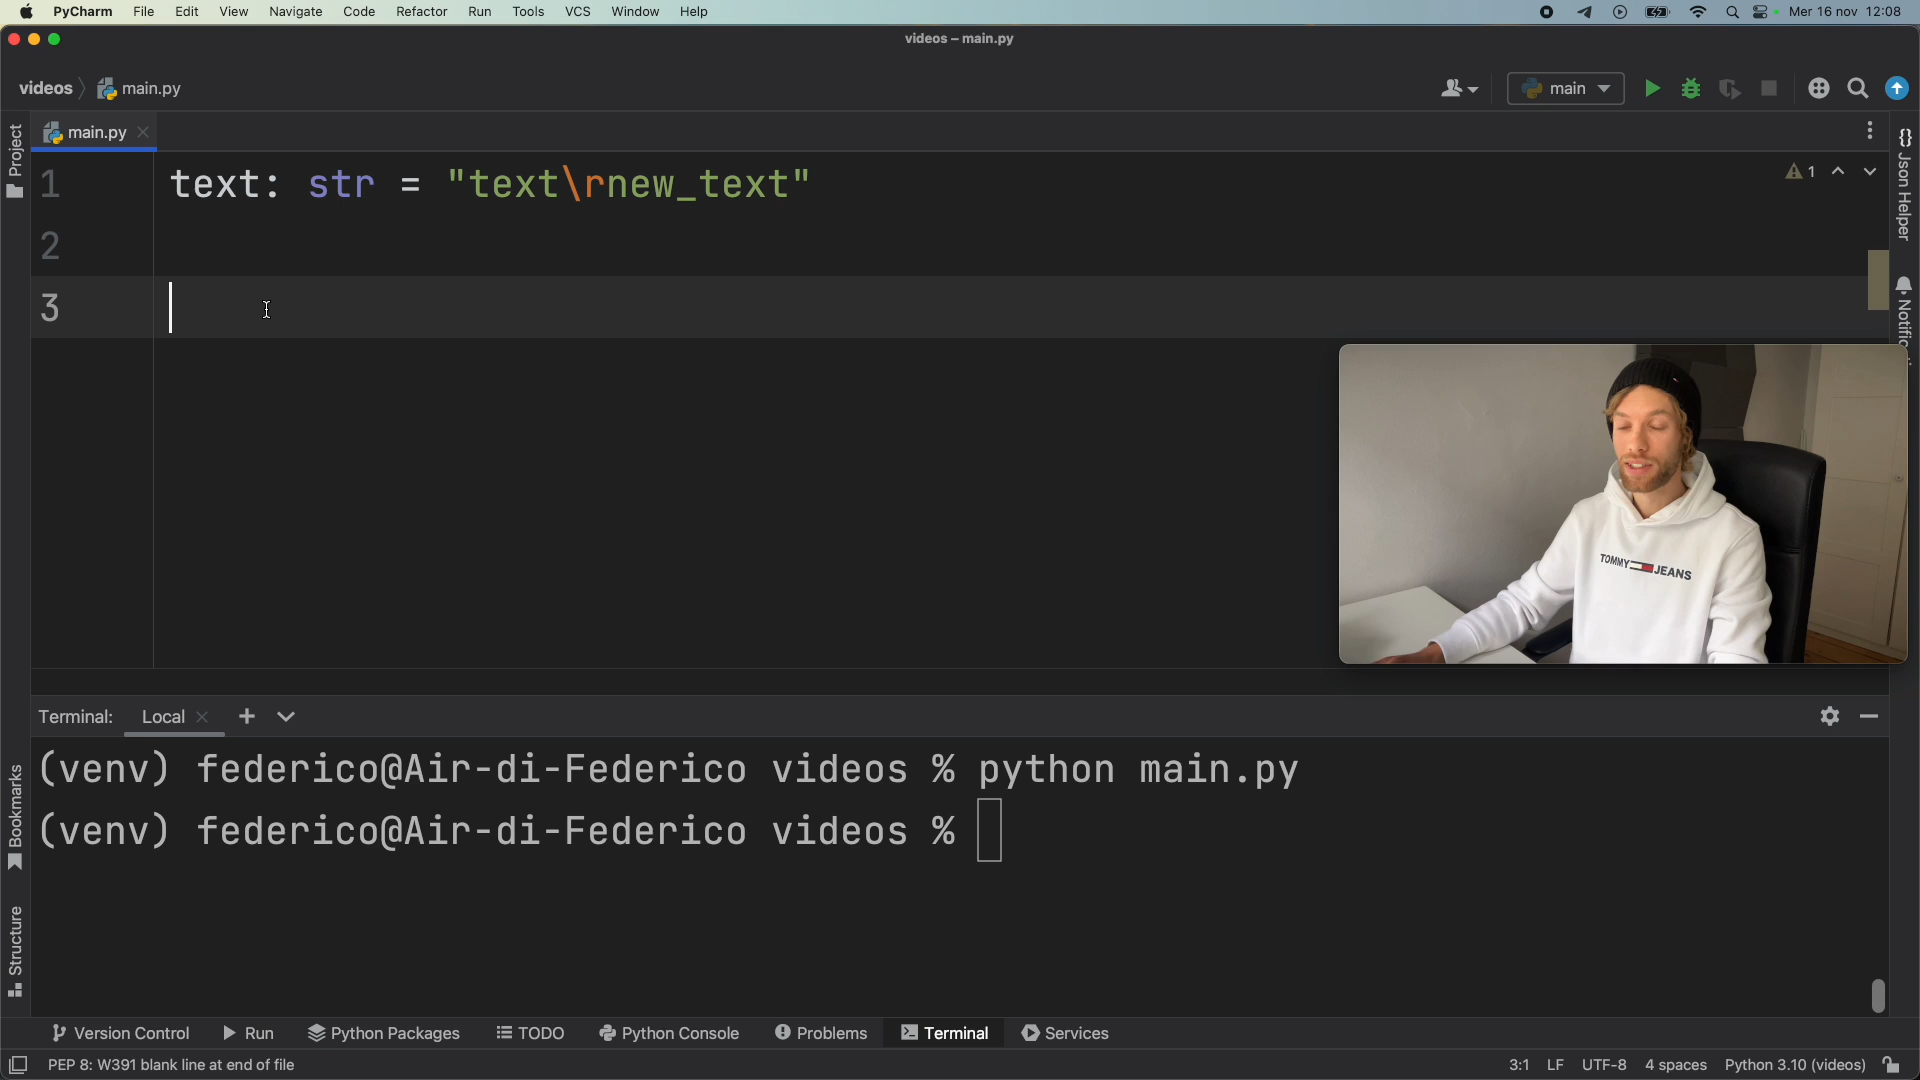 PyCharm File Edit View Navigate Code Refactor Run Tools VCS Window Help Mer 16 nov 12:08
videos – main.py
videos main.py main
Project
main.py
1 text: str = "text\rnew_text" 1
2
3
{} Json Helper
TOMMY JEANS
Terminal: Local
(venv) federico@Air-di-Federico videos % python main.py
(venv) federico@Air-di-Federico videos %
Bookmarks
Structure
Version Control Run Python Packages TODO Python Console Problems Terminal Services
PEP 8: W391 blank line at end of file 3:1 LF UTF-8 4 spaces Python 3.10 (videos)